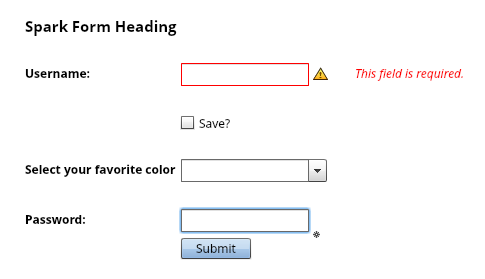 Spark Form Heading
Username:
This field is required.
Save?
Select your favorite color
Password:
Submit